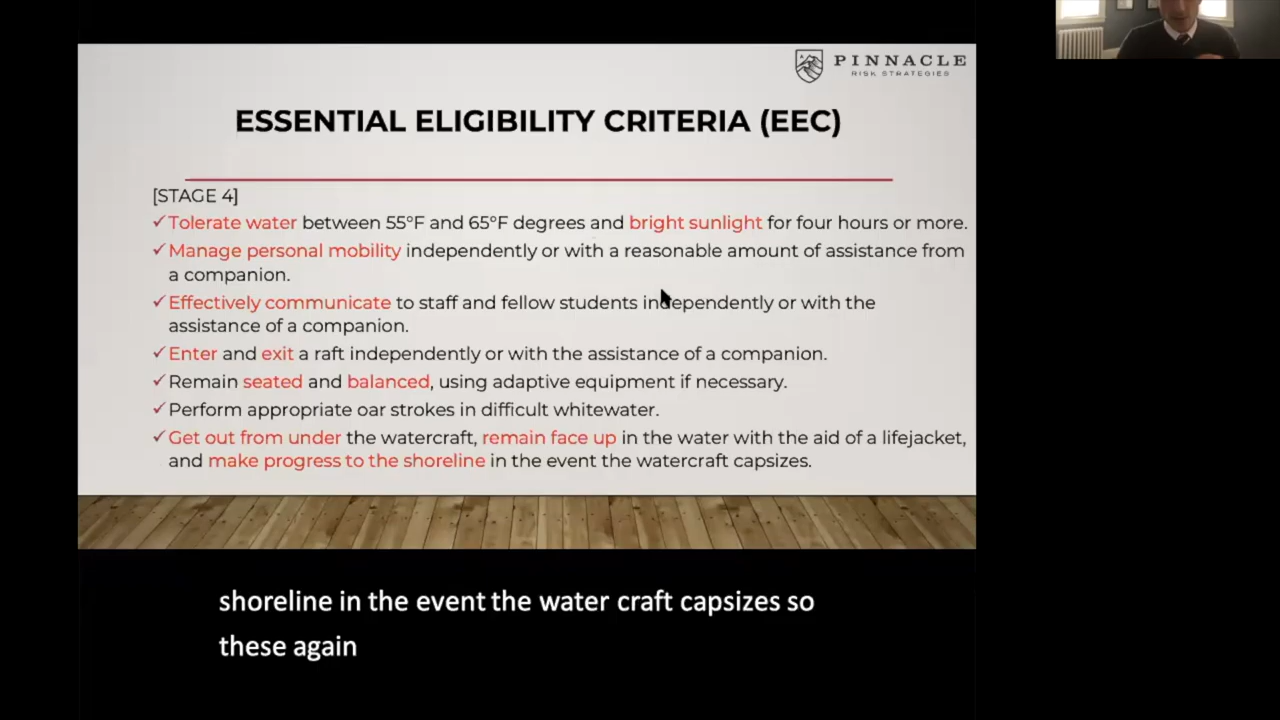 PINNACLE
RISK STRATEGIES
ESSENTIAL ELIGIBILITY CRITERIA (EEC)
[STAGE 4]
✓Tolerate water between 55°F and 65°F degrees and bright sunlight for four hours or more.
✓Manage personal mobility independently or with a reasonable amount of assistance from
a companion.
✓Effectively communicate to staff and fellow students independently or with the
assistance of a companion.
✓Enter and exit a raft independently or with the assistance of a companion.
✓Remain seated and balanced, using adaptive equipment if necessary.
✓Perform appropriate oar strokes in difficult whitewater.
✓Get out from under the watercraft, remain face up in the water with the aid of a lifejacket,
and make progress to the shoreline in the event the watercraft capsizes.
shoreline in the event the water craft capsizes so
these again